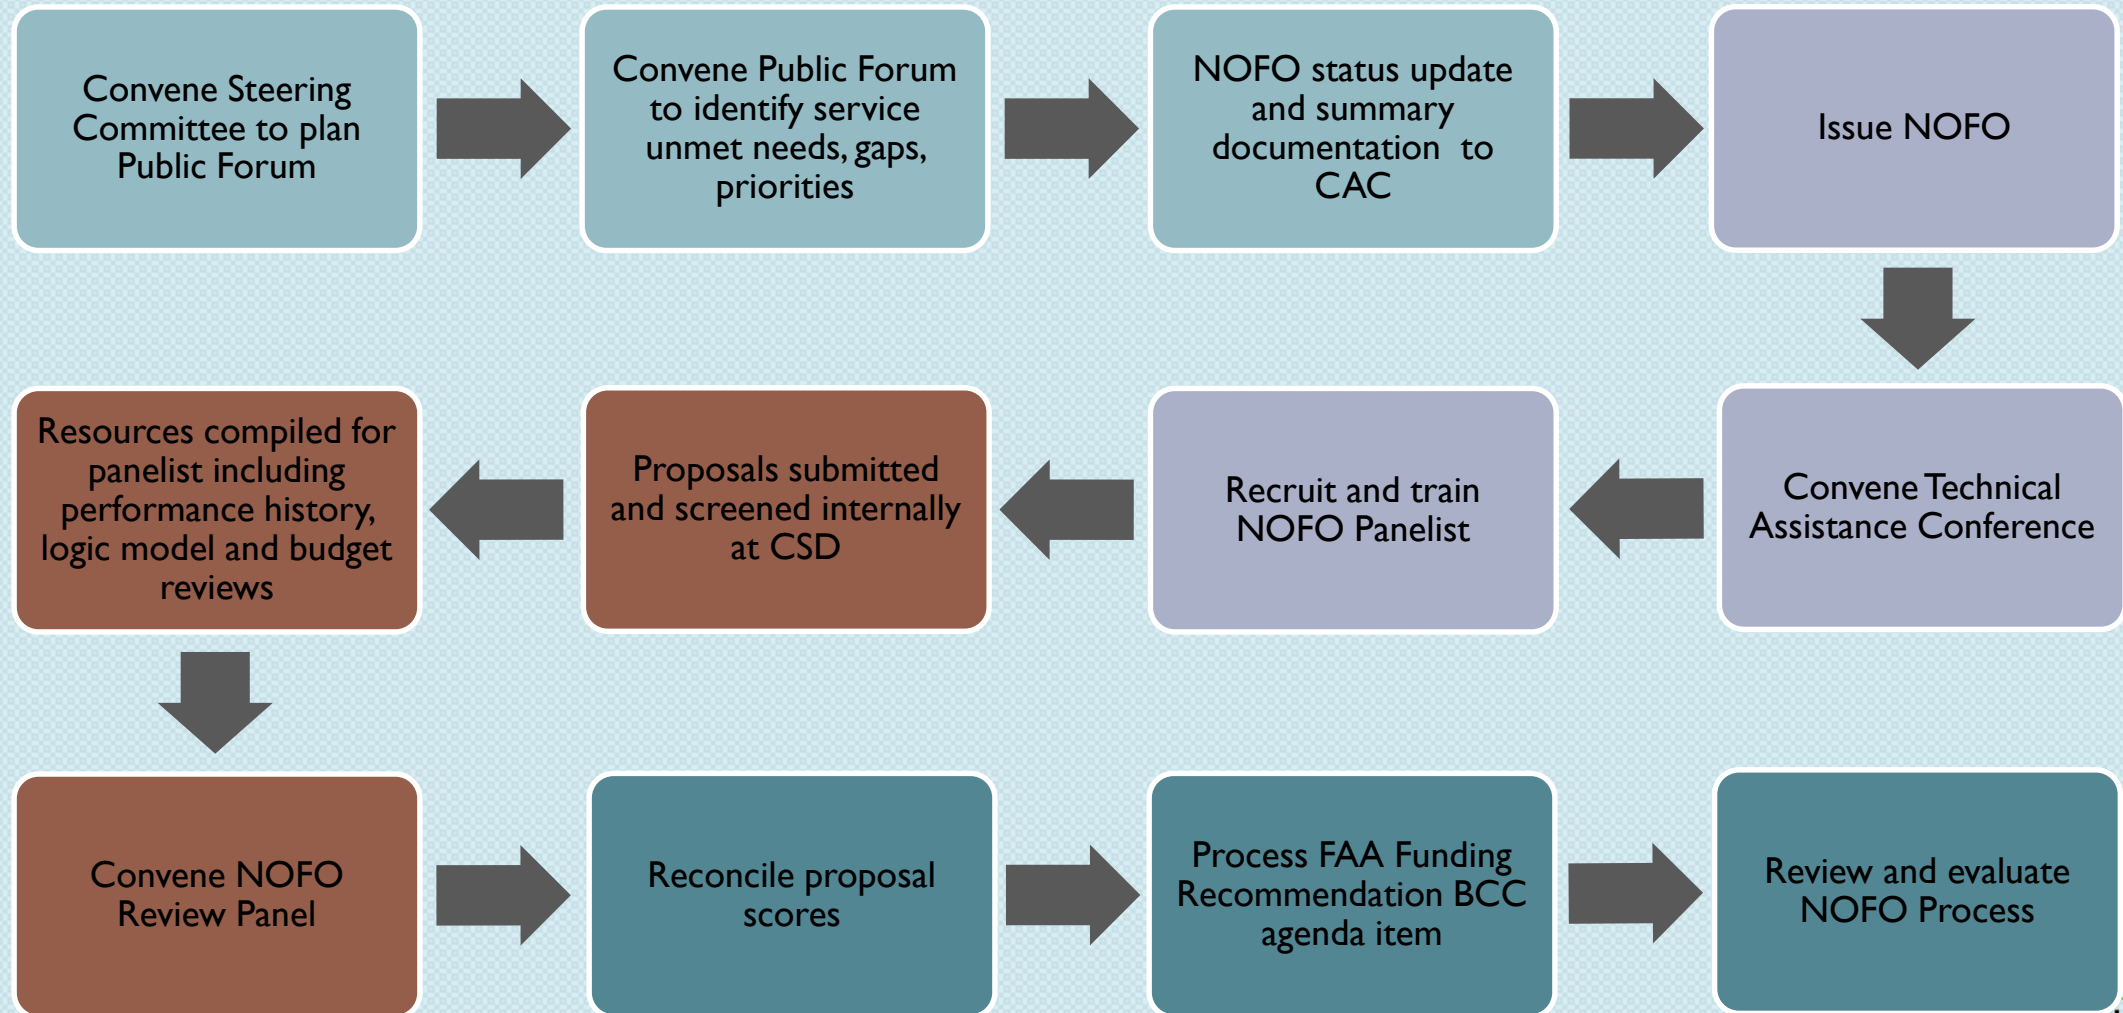 Convene Steering
Committee to plan
Public Forum
Convene Public Forum
to identify service
unmet needs, gaps,
priorities
NOFO status update
and summary
documentation to
CAC
Issue NOFO
Convene Technical
Assistance Conference
Recruit and train
NOFO Panelist
Proposals submitted
and screened internally
at CSD
Resources compiled for
panelist including
performance history,
logic model and budget
reviews
Convene NOFO
Review Panel
Reconcile proposal
scores
Process FAA Funding
Recommendation BCC
agenda item
Review and evaluate
NOFO Process